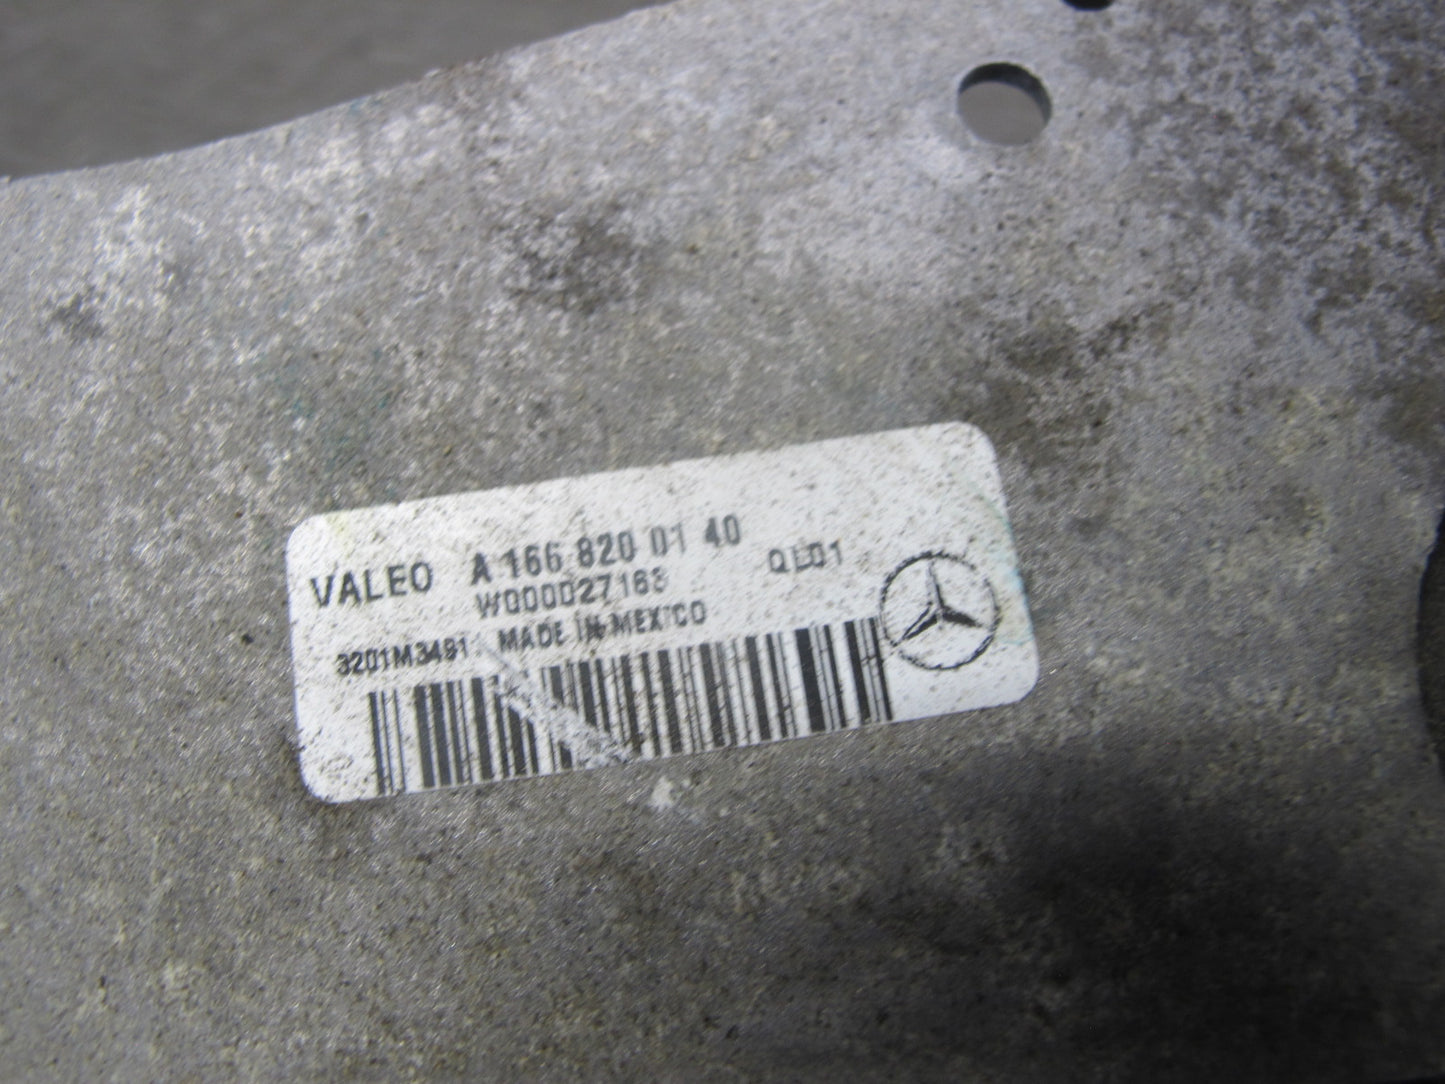 VALEO A 166 820 01 40
W000027163 QL01
3201M3491 MADE IN MEXICO